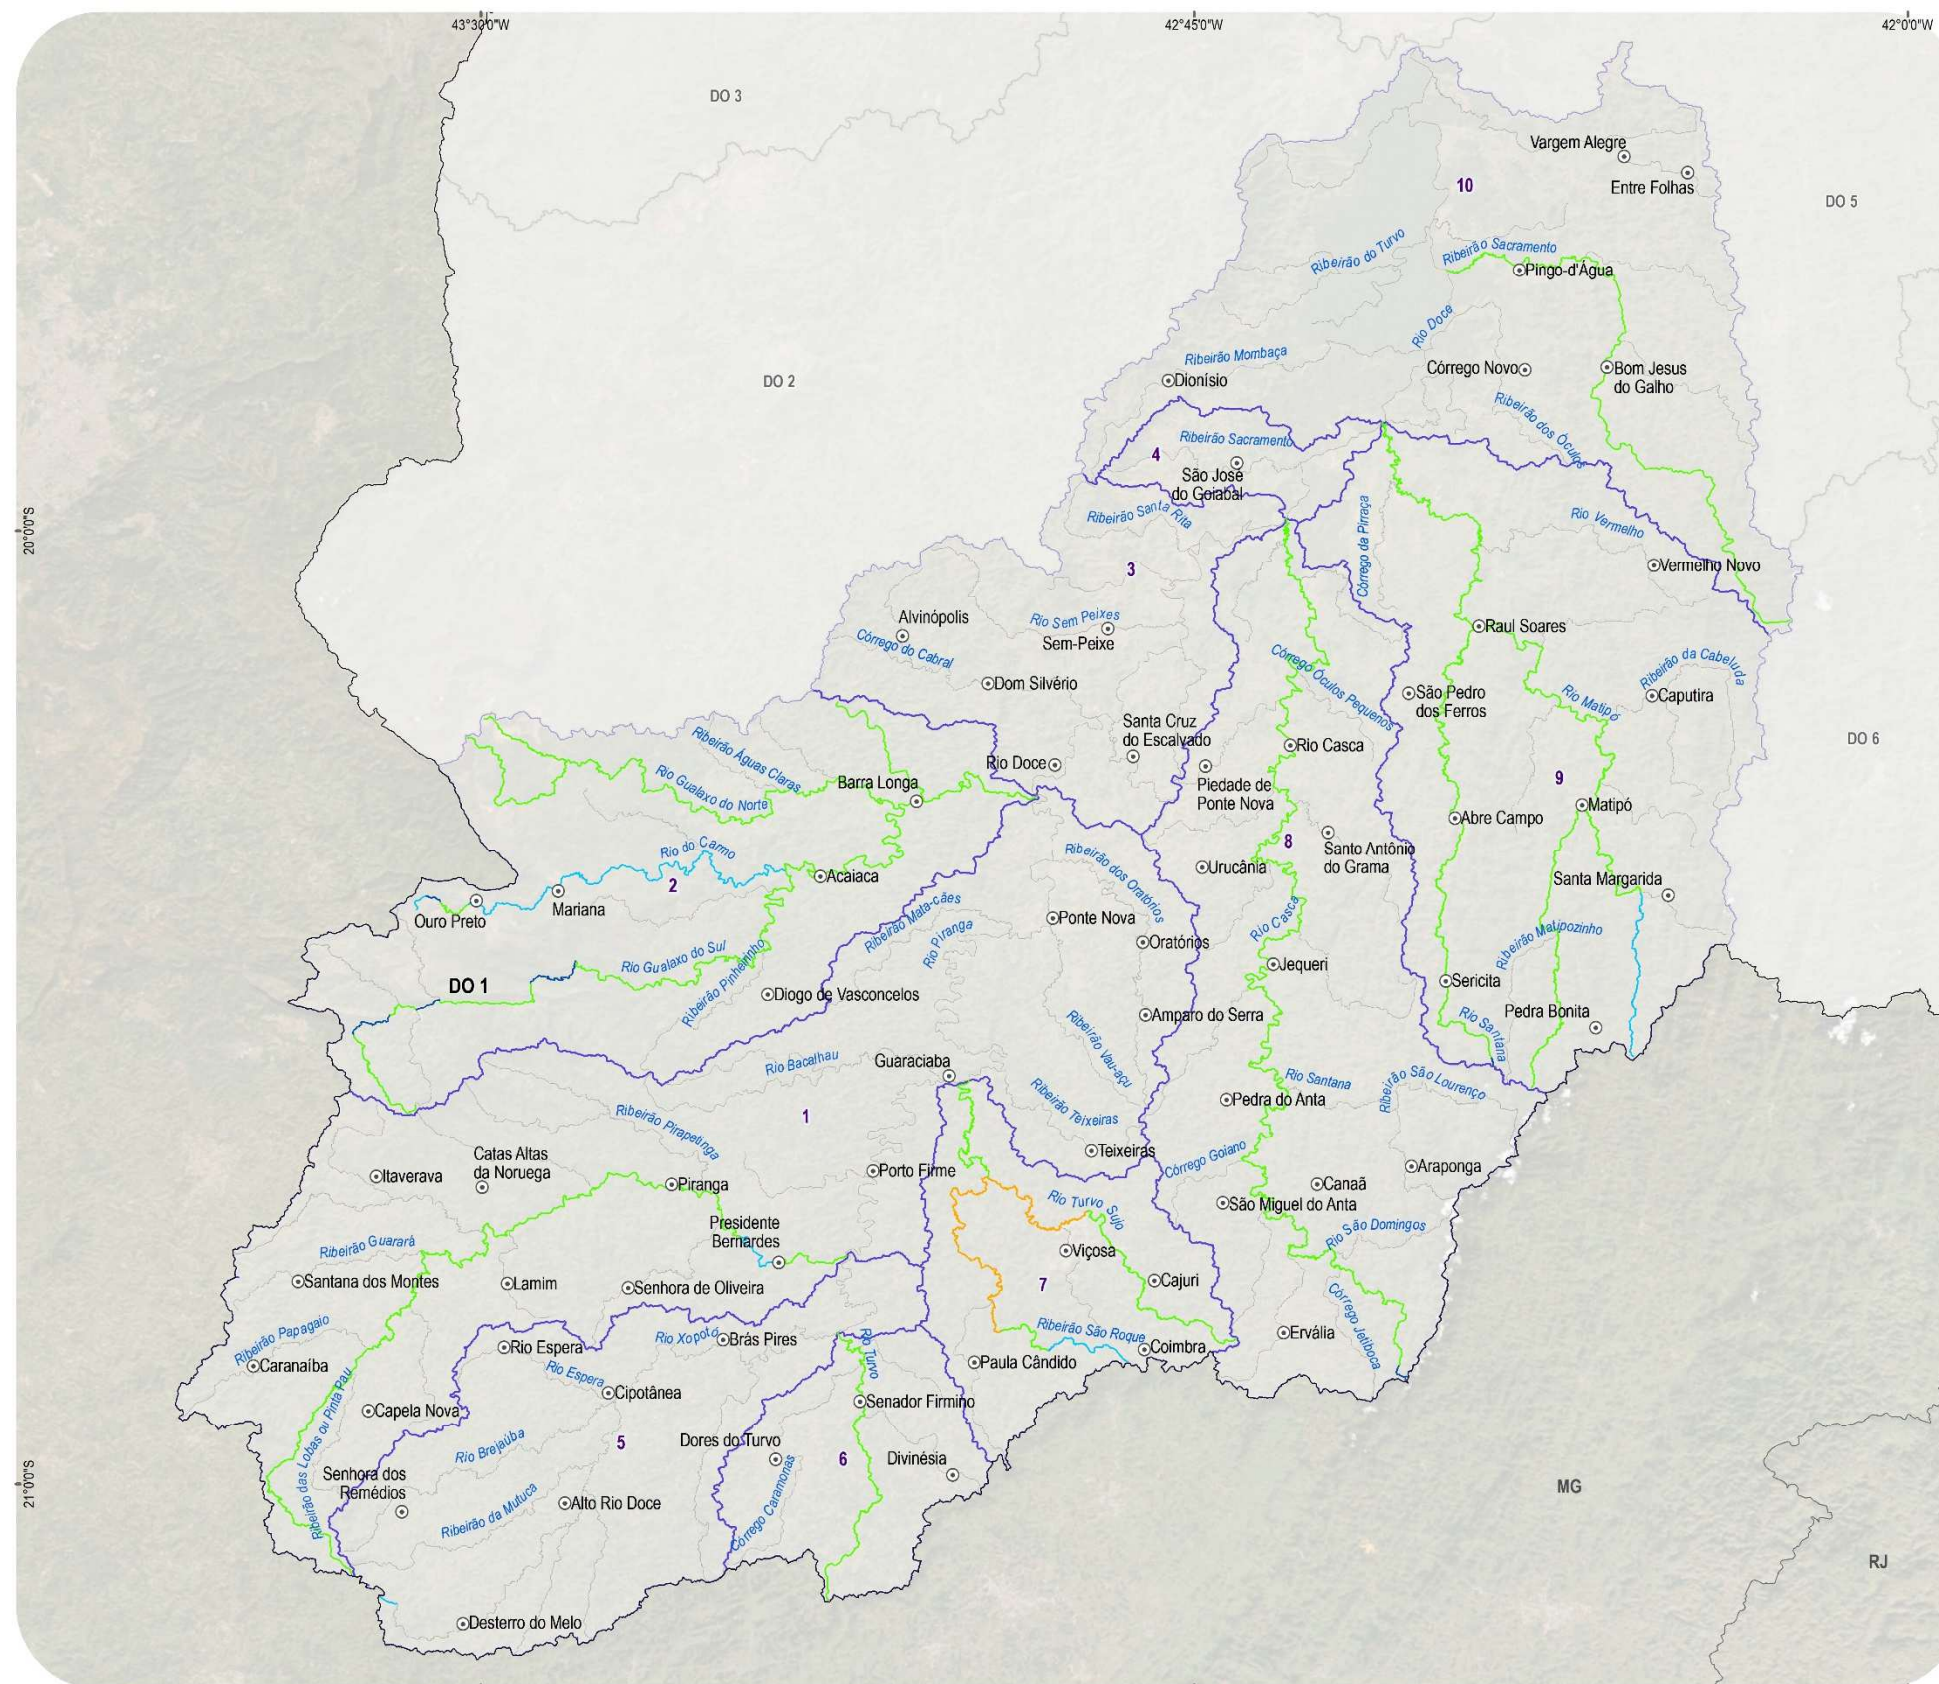 43°30'0"W
42°45'0"W
42°0'0"W
DO 3
Vargem Alegre
Entre Folhas
10
DO 5
Ribeirão do Turvo
Ribeirão Sacramento
Pingo-d'Água
Rio Doce
Ribeirão Mombaça
Dionísio
Córrego Novo
Bom Jesus
do Galho
DO 2
Ribeirão dos Óculos
Ribeirão Sacramento
4
São José
do Goiabal
Ribeirão Santa Rita
Córrego da Pirraça
Rio Vermelho
Vermelho Novo
20°0'0"S
3
Alvinópolis
Rio Sem Peixes
Sem-Peixe
Córrego do Cabral
Dom Silvério
Raul Soares
Córrego Óculos Pequenos
São Pedro
dos Ferros
Rio Matipó
Ribeirão da Cabeluda
Caputira
Santa Cruz
do Escalvado
Rio Doce
Rio Casca
DO 6
Ribeirão Águas Claras
Rio Gualaxo do Norte
Barra Longa
Piedade de
Ponte Nova
9
Matipó
Abre Campo
Rio do Carmo
2
Acaiaca
Ribeirão dos Oratórios
Urucânia
8
Santo Antônio
do Grama
Santa Margarida
Ouro Preto
Mariana
Ribeirão Mata-cães
Rio Piranga
Ponte Nova
Oratórios
Rio Casca
Ribeirão Matipozinho
Jequeri
Sericita
Rio Gualaxo do Sul
DO 1
Ribeirão Pinheirinho
Diogo de Vasconcelos
Amparo do Serra
Ribeirão Vau-açu
Rio Santana
Pedra Bonita
Rio Bacalhau
Guaraciaba
1
Ribeirão Pirapetinga
Ribeirão Teixeiras
Teixeiras
Rio Santana
Pedra do Anta
Ribeirão São Lourenço
Córrego Goiano
Araponga
Canaã
São Miguel do Anta
Rio São Domingos
Itaverava
Catas Altas
da Noruega
Piranga
Porto Firme
Rio Turvo Sujo
Presidente
Bernardes
Ribeirão Guarará
Santana dos Montes
Lamim
Senhora de Oliveira
Viçosa
7
Cajuri
Córrego Jetiboca
Ervália
Ribeirão São Roque
Coimbra
Paula Cândido
Rio Turvo
Ribeirão Papagaio
Caranaíba
Rio Espera
Rio Xopotó
Brás Pires
Rio Espera
Cipotânea
Ribeirão das Lobas ou Pinta Pau
Capela Nova
Senador Firmino
Rio Brejaúba
5
Dores do Turvo
Córrego Caramonas
6
Divinésia
Senhora dos
Remédios
Ribeirão da Mutuca
Alto Rio Doce
21°0'0"S
MG
RJ
Desterro do Melo